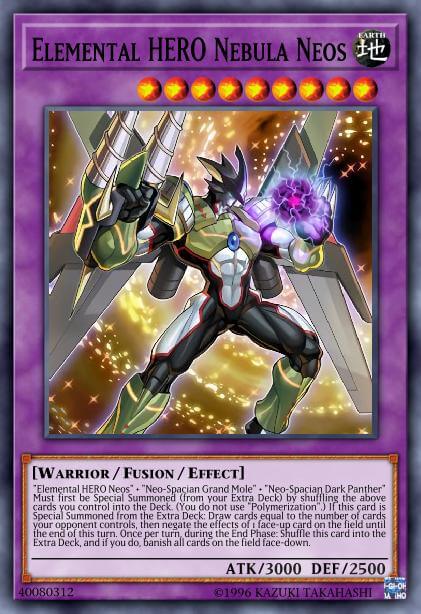 ELEMENTAL HERO NEBULA NEOS
EARTH
地
[WARRIOR / FUSION / EFFECT]
"Elemental HERO Neos" + "Neo-Spacian Grand Mole" + "Neo-Spacian Dark Panther"
Must first be Special Summoned (from your Extra Deck) by shuffling the above
cards you control into the Deck. (You do not use "Polymerization".) If this card is
Special Summoned from the Extra Deck: Draw cards equal to the number of cards
your opponent controls, then negate the effects of 1 face-up card on the field until
the end of this turn. Once per turn, during the End Phase: Shuffle this card into the
Extra Deck, and if you do, banish all cards on the field face-down.
ATK/3000 DEF/2500
40080312
©1996 KAZUKI TAKAHASHI